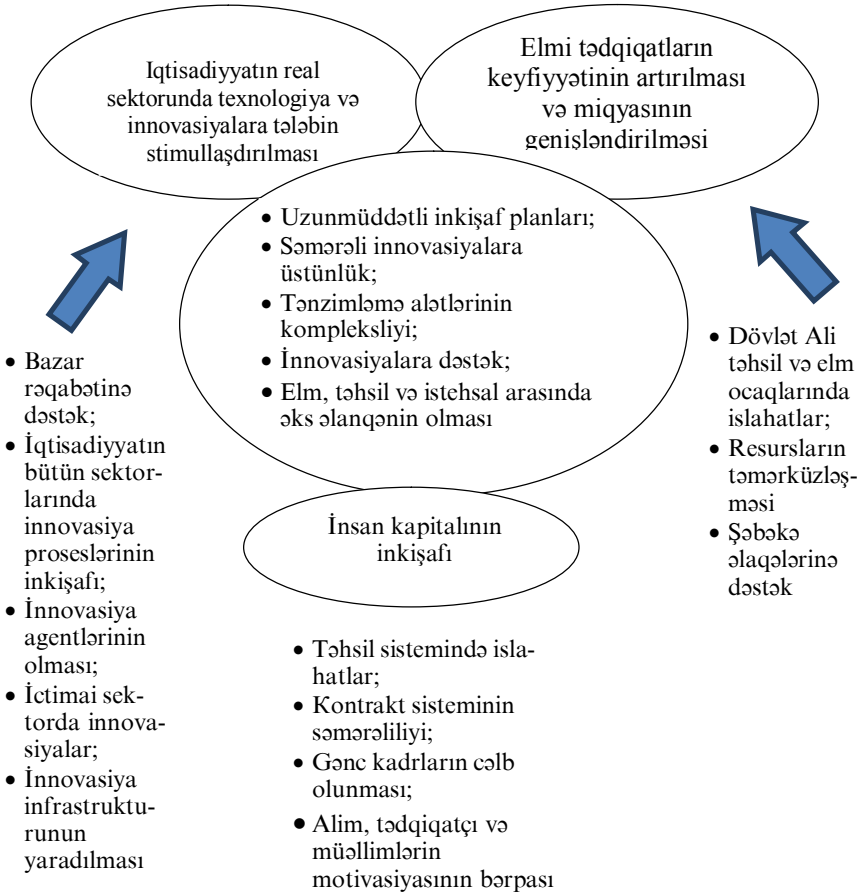 Iqtisadiyyatın real
sektorunda texnologiya və
innovasiyalara tələbin
stimullaşdırılması
Elmi tədqiqatların
keyfiyyətinin artırılması
və miqyasının
genişləndirilməsi
• Uzunmüddətli inkişaf planları;
• Səmərəli innovasiyalara
üstünlük;
• Tənzimləmə alətlərinin
kompleksliyi;
• İnnovasiyalara dəstək;
• Elm, təhsil və istehsal arasında
əks əlanqənin olması
• Bazar
rəqabətinə
dəstək;
• İqtisadiyyatın
bütün sektor-
larında
innovasiya
proseslərinin
inkişafı;
• İnnovasiya
agentlərinin
olması;
• İctimai sek-
torda innova-
siyalar;
• İnnovasiya
infrastruktu-
runun
yaradılması
İnsan kapitalının
inkişafı
• Təhsil sistemində isla-
hatlar;
• Kontrakt sisteminin
səmərəliliyi;
• Gənc kadrların cəlb
olunması;
• Alim, tədqiqatçı və
müəllimlərin
motivasiyasının bərpası
• Dövlət Ali
təhsil və elm
ocaqlarında
islahatlar;
• Resursların
təmərküzləş-
məsi
• Şəbəkə
əlaqələrinə
dəstək